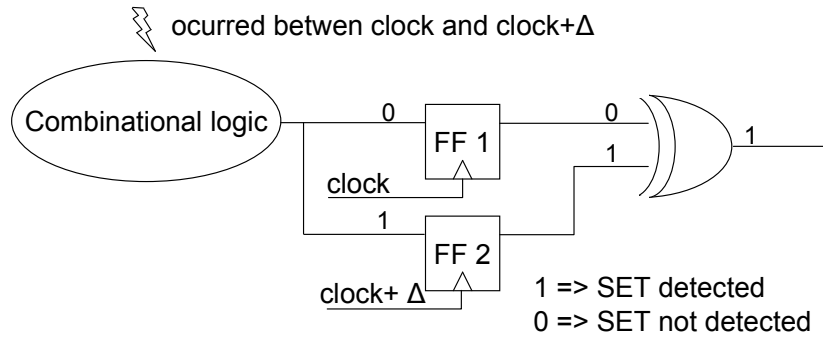 ocurred betwen clock and clock+Δ
Combinational logic
0
FF 1
0
1
1
clock
1
FF 2
clock+ Δ
1 => SET detected
0 => SET not detected